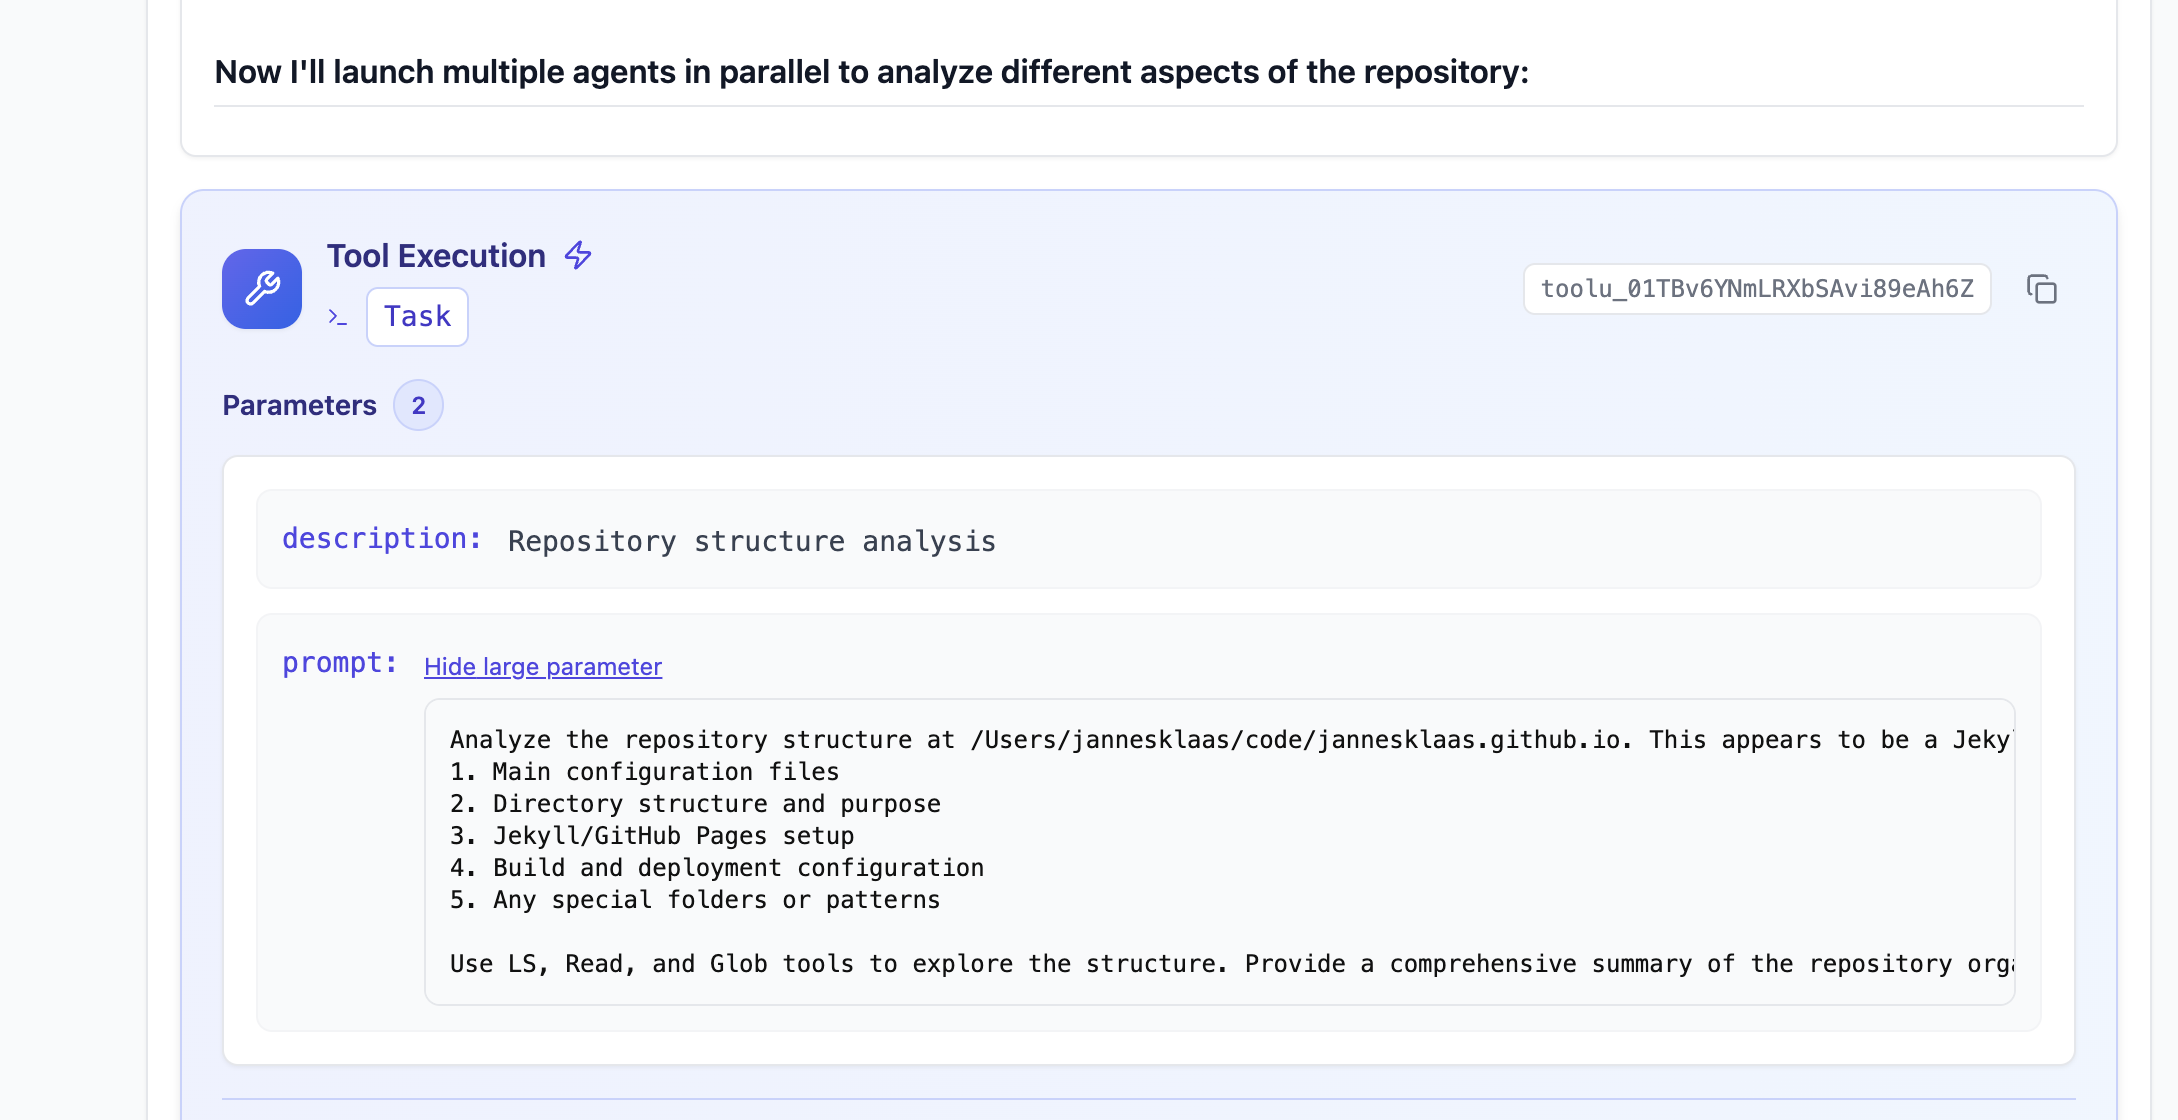 Now I'll launch multiple agents in parallel to analyze different aspects of the repository:
Tool Execution
>_ Task
toolu_01TBv6YNmLRXbSAvi89eAh6Z
Parameters 2
description: Repository structure analysis
prompt: Hide large parameter
Analyze the repository structure at /Users/jannesklaas/code/jannesklaas.github.io. This appears to be a Jeky
1. Main configuration files
2. Directory structure and purpose
3. Jekyll/GitHub Pages setup
4. Build and deployment configuration
5. Any special folders or patterns
Use LS, Read, and Glob tools to explore the structure. Provide a comprehensive summary of the repository orga